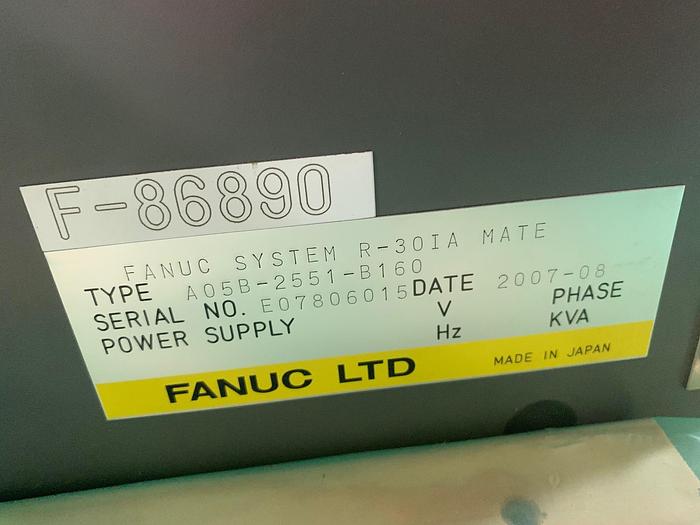 F-86890
FANUC SYSTEM R-30IA MATE
TYPE A05B-2551-B160
SERIAL NO. E07806015 DATE 2007-08
POWER SUPPLY V PHASE
Hz KVA
FANUC LTD MADE IN JAPAN